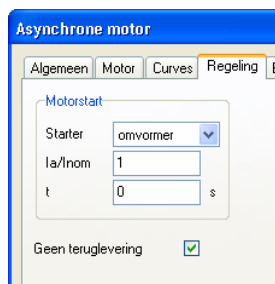 Asynchrone motor
Algemeen Motor Curves Regeling
Motorstart
Starter omvormer
Ia/Inom 1
t 0 s
Geen teruglevering